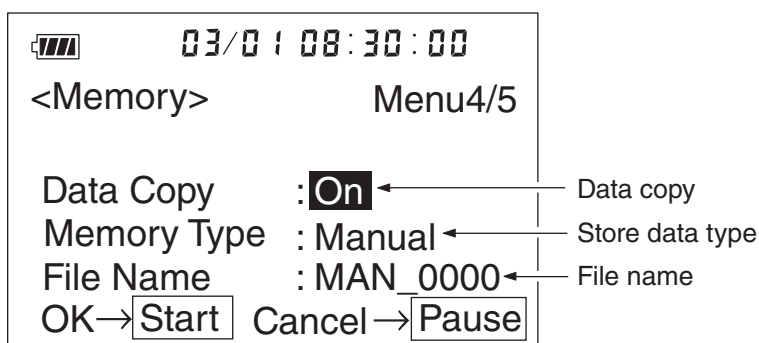 03/01 08:30:00
<Memory> Menu4/5
Data Copy : On Data copy
Memory Type : Manual Store data type
File Name : MAN_0000 File name
OK→Start Cancel→Pause